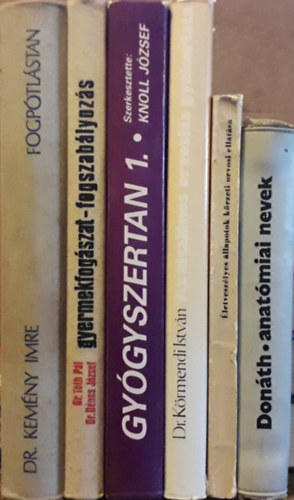 DR. KEMÉNY IMRE FOGPÓTLÁSTAN
Dr. Tóth Pál
Dr. Dénes József
gyermekfogászat-fogszabályozás
Szerkesztette:
KNOLL JÓZSEF
GYÓGYSZERTAN 1. •
Dr. Körmendi István
Életveszélyes állapotok körzeti orvosi ellátása
Donáth • anatómiai nevek